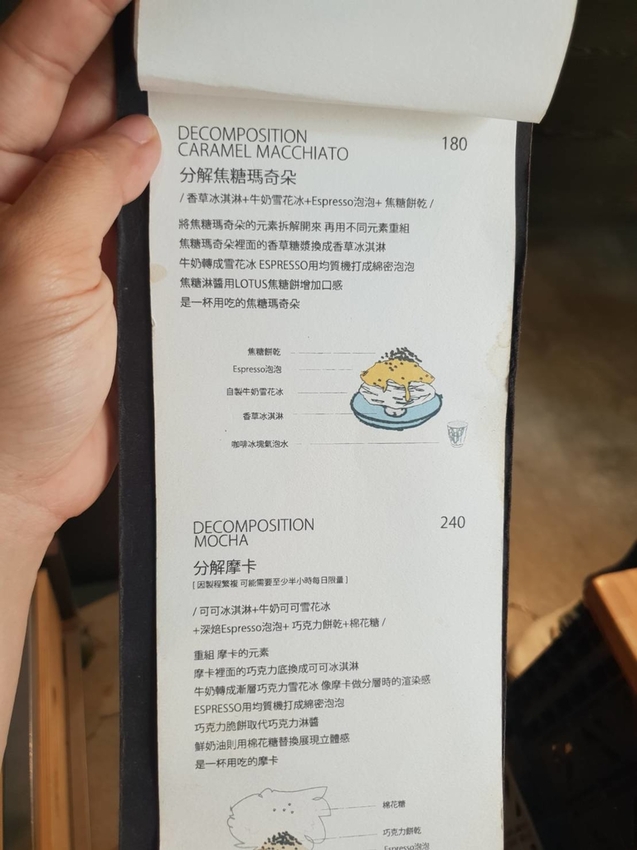 DECOMPOSITION
CARAMEL MACCHIATO 180
分解焦糖瑪奇朵
/ 香草冰淇淋+牛奶雪花冰+Espresso泡泡+ 焦糖餅乾 /
將焦糖瑪奇朵的元素拆解開來 再用不同元素重組
焦糖瑪奇朵裡面的香草糖漿換成香草冰淇淋
牛奶轉成雪花冰 ESPRESSO用均質機打成綿密泡泡
焦糖淋醬用LOTUS焦糖餅增加口感
是一杯用吃的焦糖瑪奇朵
焦糖餅乾
Espresso泡泡
自製牛奶雪花冰
香草冰淇淋
咖啡冰塊氣泡水
DECOMPOSITION
MOCHA 240
分解摩卡
[ 因製程繁複 可能需要至少半小時每日限量 ]
/ 可可冰淇淋+牛奶可可雪花冰
+深焙Espresso泡泡+ 巧克力餅乾+棉花糖 /
重組 摩卡的元素
摩卡裡面的巧克力底換成可可冰淇淋
牛奶轉成漸層巧克力雪花冰 像摩卡做分層時的渲染感
ESPRESSO用均質機打成綿密泡泡
巧克力脆餅取代巧克力淋醬
鮮奶油則用棉花糖替換展現立體感
是一杯用吃的摩卡
棉花糖
巧克力餅乾
Espresso泡泡